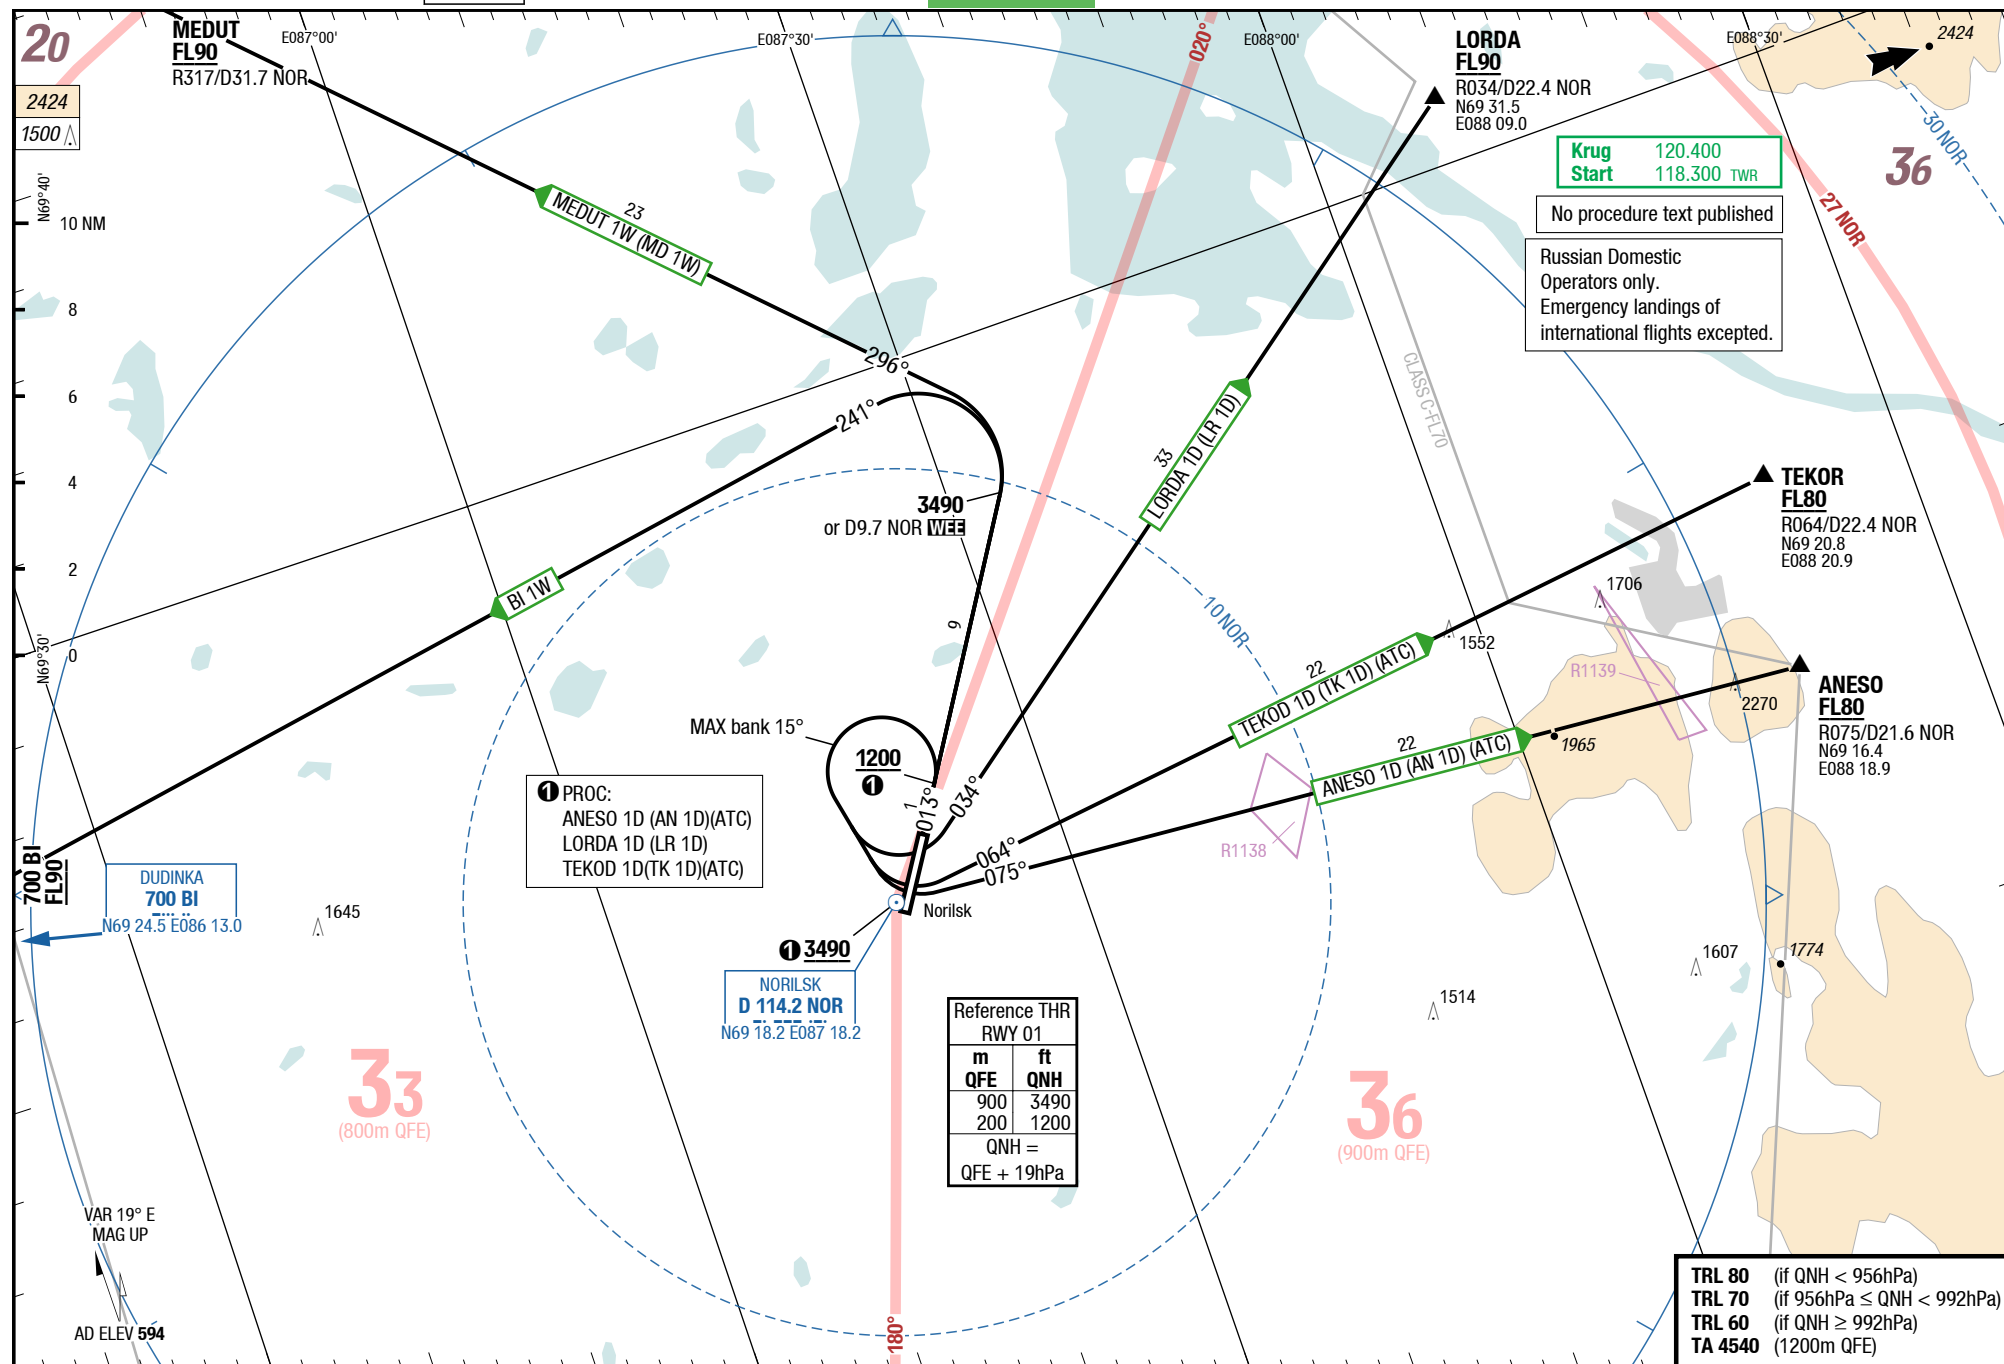 20
MEDUT
FL90
R317/D31.7 NOR
E087°00'
E087°30'
020°
E088°00'
LORDA
FL90
R034/D22.4 NOR
N69 31.5
E088 09.0
E088°30'
2424
30 NOR
2424
1500
Krug 120.400
Start 118.300 TWR
36
No procedure text published
27 NOR
Russian Domestic
Operators only.
Emergency landings of
international flights excepted.
N69°40'
10 NM
8
6
4
2
0
N69°30'
23
MEDUT 1W (MD 1W)
296°
241°
BI 1W
3490
or D9.7 NOR WEE
9
33
LORDA 1D (LR 1D)
CLASS C-FL70
10 NOR
TEKOR
FL80
R064/D22.4 NOR
N69 20.8
E088 20.9
1706
1552
R1139
22
TEKOD 1D (TK 1D) (ATC)
2270
ANESO
FL80
R075/D21.6 NOR
N69 16.4
E088 18.9
22
ANESO 1D (AN 1D) (ATC)
1965
MAX bank 15°
1200
1
1
013°
034°
064°
075°
R1138
1 PROC:
ANESO 1D (AN 1D)(ATC)
LORDA 1D (LR 1D)
TEKOD 1D(TK 1D)(ATC)
700 BI
FL90
DUDINKA
700 BI
N69 24.5 E086 13.0
1645
Norilsk
1 3490
NORILSK
D 114.2 NOR
N69 18.2 E087 18.2
1607
1774
1514
Reference THR
RWY 01
m ft
QFE QNH
900 3490
200 1200
QNH =
QFE + 19hPa
33
(800m QFE)
36
(900m QFE)
VAR 19° E
MAG UP
AD ELEV 594
180°
TRL 80 (if QNH < 956hPa)
TRL 70 (if 956hPa ≤ QNH < 992hPa)
TRL 60 (if QNH ≥ 992hPa)
TA 4540 (1200m QFE)